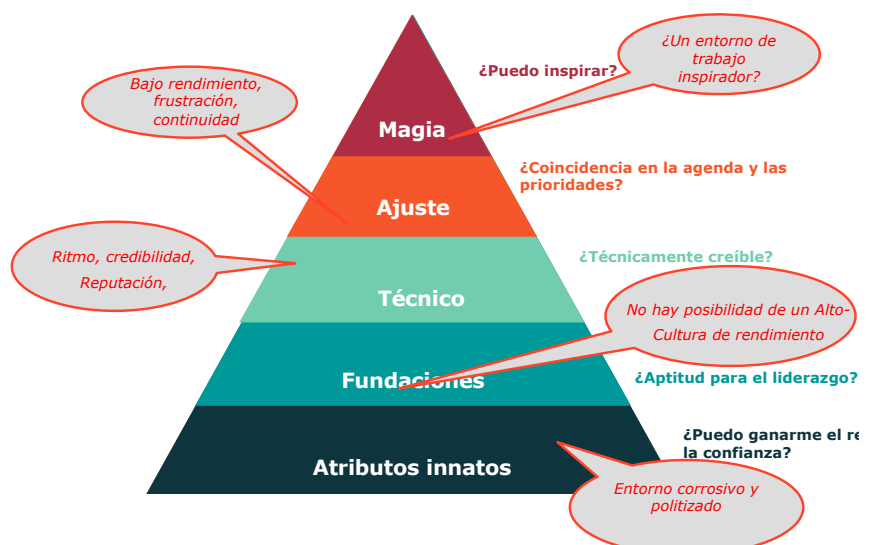 ¿Un entorno de
trabajo
inspirador?
¿Puedo inspirar?
Bajo rendimiento,
frustración,
continuidad
Magia
¿Coincidencia en la agenda y las
prioridades?
Ajuste
Ritmo, credibilidad,
Reputación,
¿Técnicamente creíble?
Técnico
No hay posibilidad de un Alto-
Cultura de rendimiento
Fundaciones
¿Aptitud para el liderazgo?
¿Puedo ganarme el re
la confianza?
Atributos innatos
Entorno corrosivo y
politizado